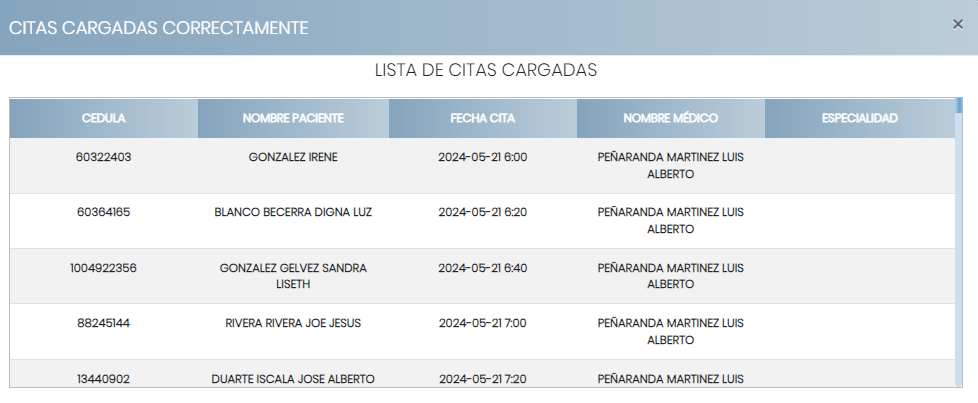 CITAS CARGADAS CORRECTAMENTE ×
LISTA DE CITAS CARGADAS
CEDULA NOMBRE PACIENTE FECHA CITA NOMBRE MÉDICO ESPECIALIDAD
60322403 GONZALEZ IRENE 2024-05-21 6:00 PEÑARANDA MARTINEZ LUIS
ALBERTO
60364165 BLANCO BECERRA DIGNA LUZ 2024-05-21 6:20 PEÑARANDA MARTINEZ LUIS
ALBERTO
1004922356 GONZALEZ GELVEZ SANDRA 2024-05-21 6:40 PEÑARANDA MARTINEZ LUIS
LISETH ALBERTO
88245144 RIVERA RIVERA JOE JESUS 2024-05-21 7:00 PEÑARANDA MARTINEZ LUIS
ALBERTO
13440902 DUARTE ISCALA JOSE ALBERTO 2024-05-21 7:20 PEÑARANDA MARTINEZ LUIS